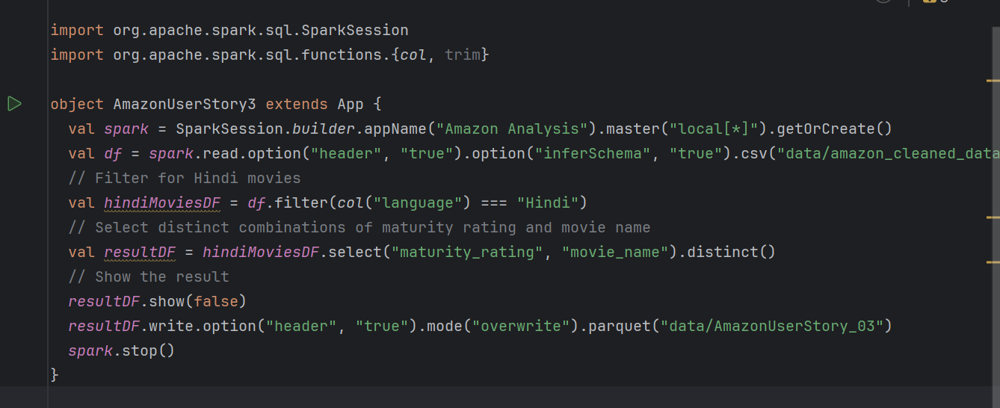 import org.apache.spark.sql.SparkSession
import org.apache.spark.sql.functions.{col, trim}
object AmazonUserStory3 extends App {
val spark = SparkSession.builder.appName("Amazon Analysis").master("local[*]").getOrCreate()
val df = spark.read.option("header", "true").option("inferSchema", "true").csv("data/amazon_cleaned_data
// Filter for Hindi movies
val hindiMoviesDF = df.filter(col("language") === "Hindi")
// Select distinct combinations of maturity rating and movie name
val resultDF = hindiMoviesDF.select("maturity_rating", "movie_name").distinct()
// Show the result
resultDF.show(false)
resultDF.write.option("header", "true").mode("overwrite").parquet("data/AmazonUserStory_03")
spark.stop()
}